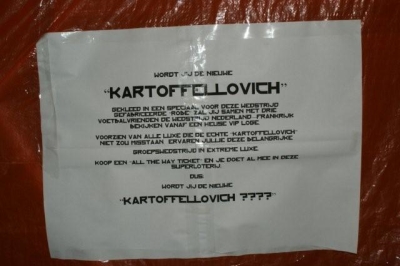 WORDT JIJ DE NIEUWE
"KARTOFFELLOVICH"
GEKLEED IN EEN SPECIAAL VOOR DEZE WEDSTRIJD
GEFABRICEERDE "ROBE" ZAL JIJ SAMEN MET DRIE
VOETBALVRIENDEN DE WEDSTRIJD NEDERLAND - FRANKRIJK
BEKIJKEN VANAF EEN HEUSE VIP LOGE
VOORZIEN VAN ALLE LUXE DIE DE ECHTE "KARTOFFELLOVICH"
NIET ZOU MISSTAAN, ERVAREN JULLIE DEZE BELANGRIJKE
GROEPSWEDSTRIJD IN EXTREME LUXE
KOOP EEN "ALL THE WAY TICKET" EN JE DOET AL MEE IN DEZE
SUPERLOTERIJ
DUS
WORDT JIJ DE NIEUWE
"KARTOFFELLOVICH ????"